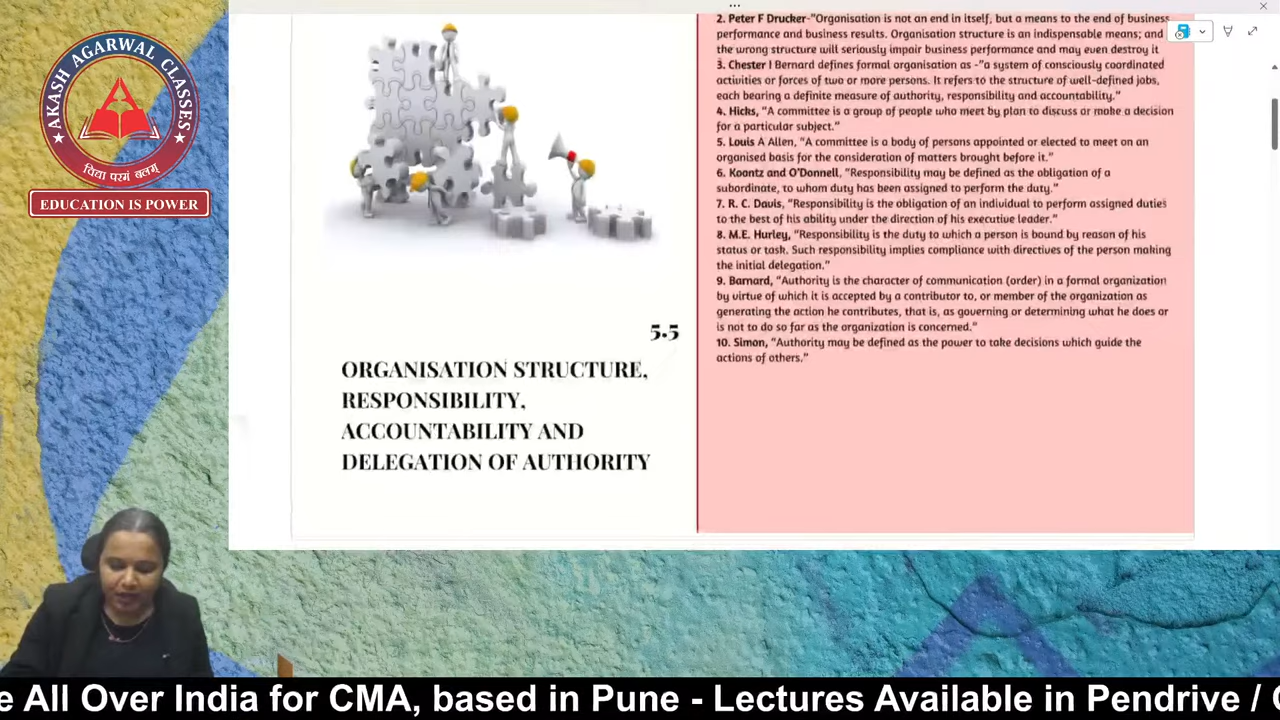 AKASH AGARWAL CLASSES
विद्या परमं बलम्
EDUCATION IS POWER
5.5
ORGANISATION STRUCTURE,
RESPONSIBILITY,
ACCOUNTABILITY AND
DELEGATION OF AUTHORITY
2. Peter F Drucker-"Organisation is not an end in itself, but a means to the end of business
performance and business results. Organisation structure is an indispensable means; and
the wrong structure will seriously impair business performance and may even destroy it
3. Chester I Bernard defines formal organisation as -"a system of consciously coordinated
activities or forces of two or more persons. It refers to the structure of well-defined jobs,
each bearing a definite measure of authority, responsibility and accountability."
4. Hicks, "A committee is a group of people who meet by plan to discuss or make a decision
for a particular subject."
5. Louis A Allen, "A committee is a body of persons appointed or elected to meet on an
organised basis for the consideration of matters brought before it."
6. Koontz and O'Donnell, "Responsibility may be defined as the obligation of a
subordinate, to whom duty has been assigned to perform the duty."
7. R. C. Davis, "Responsibility is the obligation of an individual to perform assigned duties
to the best of his ability under the direction of his executive leader."
8. M.E. Hurley, "Responsibility is the duty to which a person is bound by reason of his
status or task. Such responsibility implies compliance with directives of the person making
the initial delegation."
9. Barnard, "Authority is the character of communication (order) in a formal organization
by virtue of which it is accepted by a contributor to, or member of the organization as
generating the action he contributes, that is, as governing or determining what he does or
is not to do so far as the organization is concerned."
10. Simon, "Authority may be defined as the power to take decisions which guide the
actions of others."
e All Over India for CMA, based in Pune - Lectures Available in Pendrive /